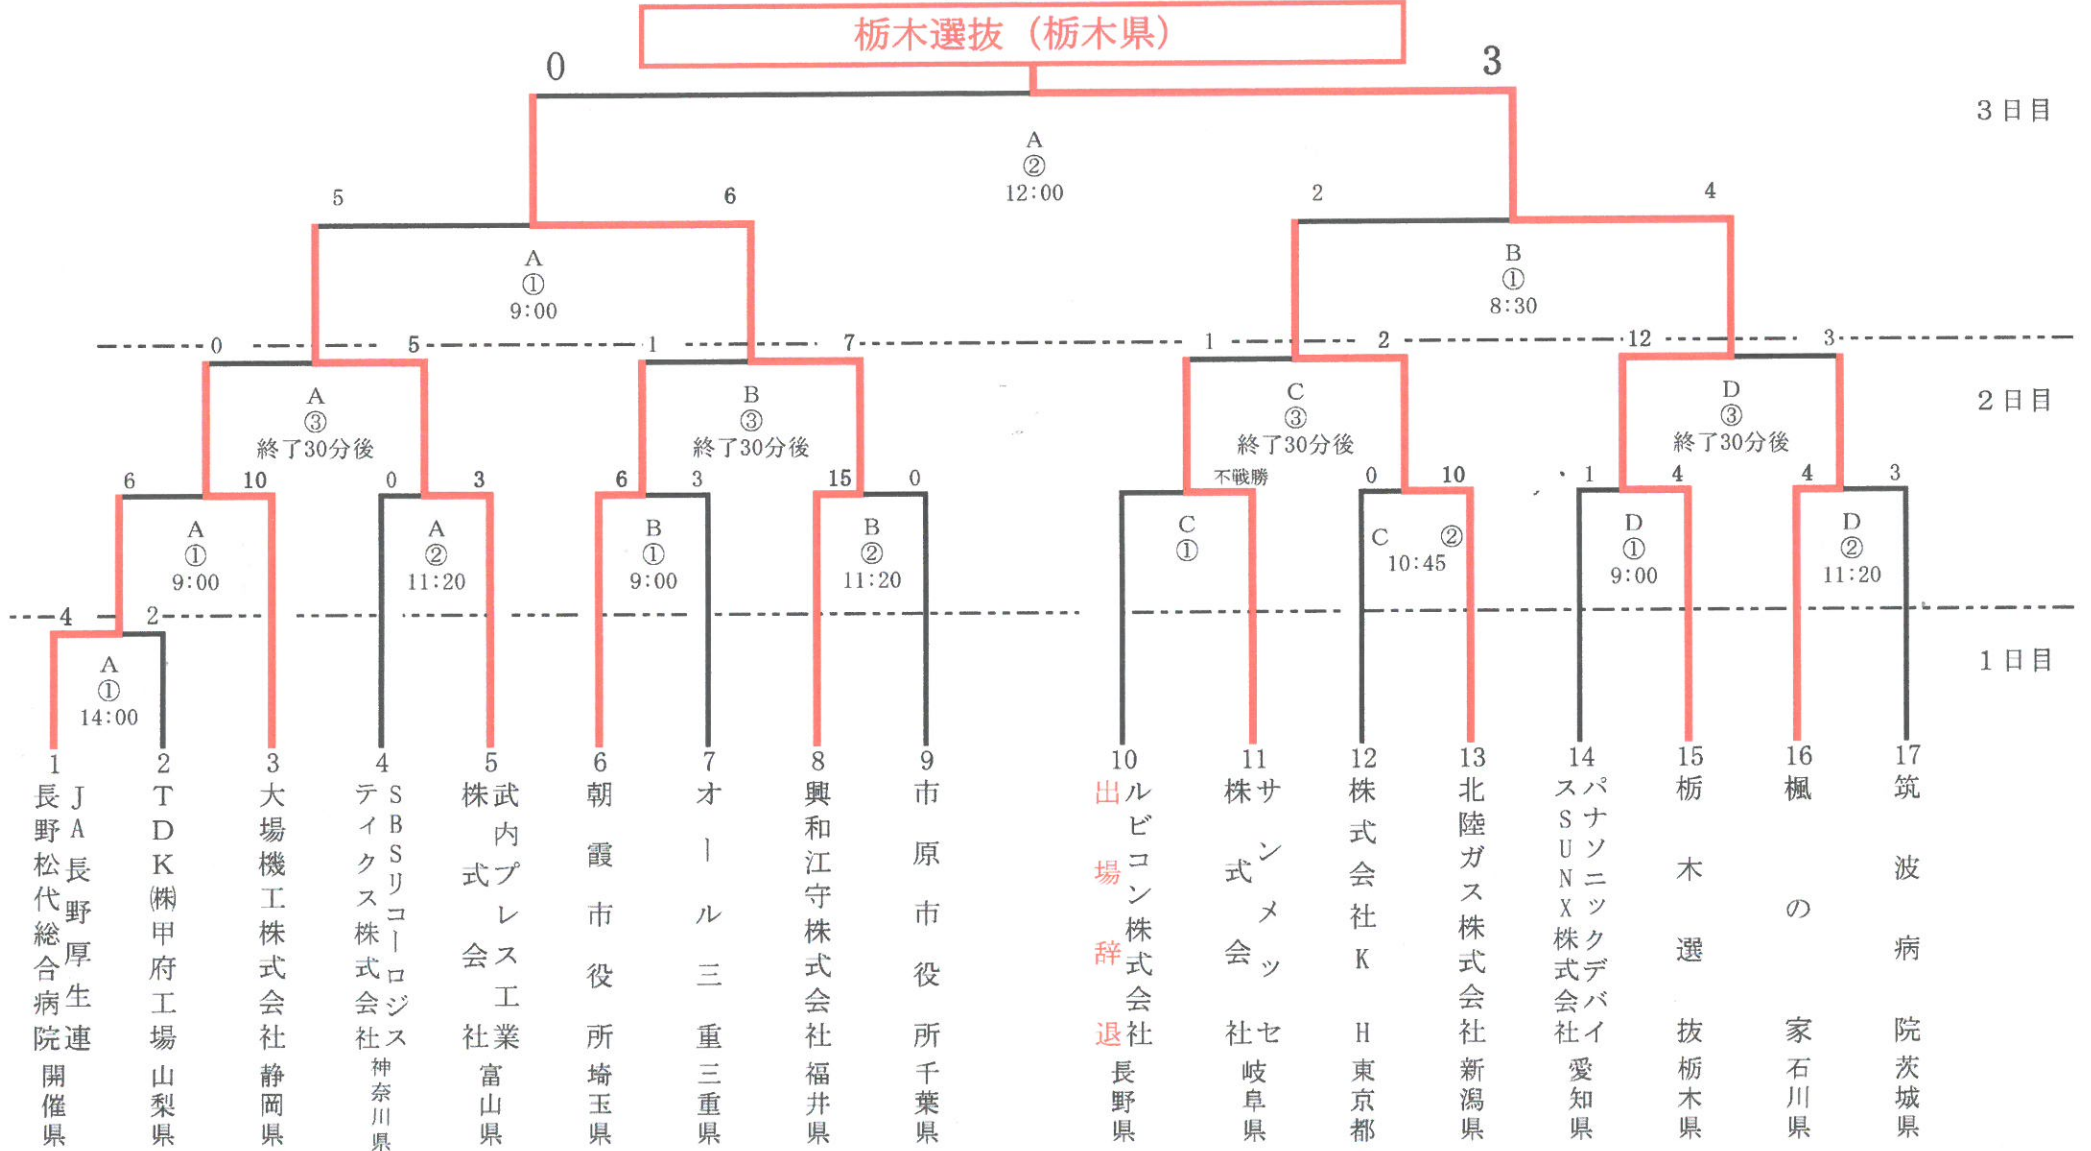 栃木選抜（栃木県）
0
3
3日目
A
②
12:00
5
6
2
4
A
①
9:00
B
①
8:30
0
5
1
7
1
2
12
3
2日目
A
③
終了30分後
B
③
終了30分後
C
③
終了30分後
D
③
終了30分後
6
10
0
3
6
3
15
0
不戦勝
0
10
1
4
4
3
A
①
9:00
A
②
11:20
B
①
9:00
B
②
11:20
C
①
C ②
10:45
D
①
9:00
D
②
11:20
4
2
1日目
A
①
14:00
1
JA長野厚生連
長野松代総合病院
開催県
2
TDK㈱甲府工場
山梨県
3
大場機工株式会社
静岡県
4
SBSリコーロジス
ティクス株式会社
神奈川県
5
武内プレス工業
株式会社
富山県
6
朝霞市役所
埼玉県
7
オール三重
三重県
8
興和江守株式会社
福井県
9
市原市役所
千葉県
10
ルビコン株式会社
出場辞退
長野県
11
サンメッセ
株式会社
岐阜県
12
株式会社KH
東京都
13
北陸ガス株式会社
新潟県
14
パナソニックデバイ
スSUNX株式会社
愛知県
15
栃木選抜
栃木県
16
楓の家
石川県
17
筑波病院
茨城県